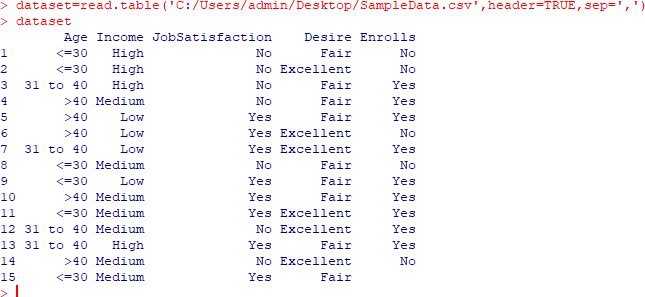 > dataset=read.table('C:/Users/admin/Desktop/SampleData.csv',header=TRUE,sep=',')
> dataset
Age Income JobSatisfaction Desire Enrolls
1 <=30 High No Fair No
2 <=30 High No Excellent No
3 31 to 40 High No Fair Yes
4 >40 Medium No Fair Yes
5 >40 Low Yes Fair Yes
6 >40 Low Yes Excellent No
7 31 to 40 Low Yes Excellent Yes
8 <=30 Medium No Fair No
9 <=30 Low Yes Fair Yes
10 >40 Medium Yes Fair Yes
11 <=30 Medium Yes Excellent Yes
12 31 to 40 Medium No Excellent Yes
13 31 to 40 High Yes Fair Yes
14 >40 Medium No Excellent No
15 <=30 Medium Yes Fair
>